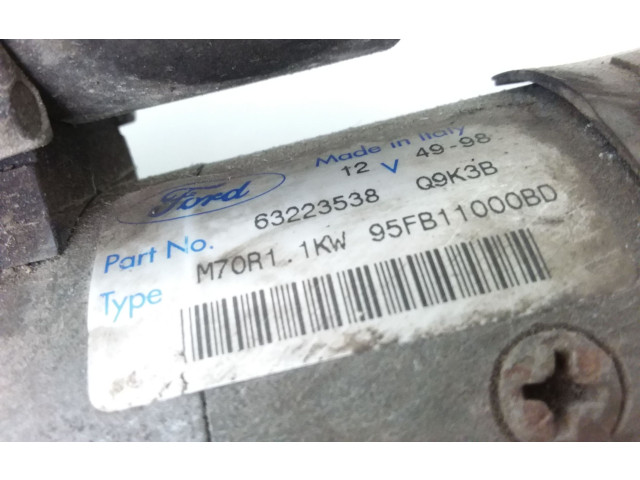 Ford Made in Italy
12 V 49-98
Part No. 63223538 Q9K3B
Type M70R1.1KW 95FB11000BD